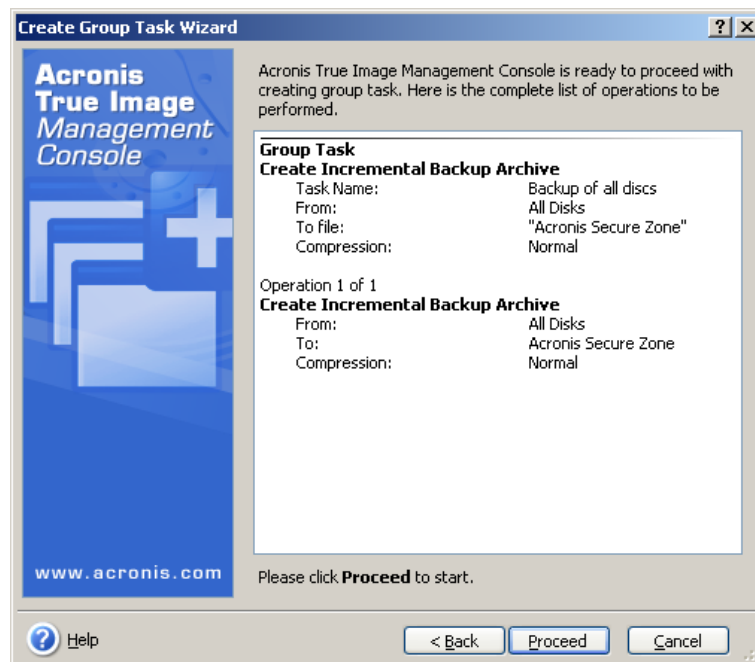 Create Group Task Wizard
Acronis
True Image
Management
Console
www.acronis.com
Acronis True Image Management Console is ready to proceed with
creating group task. Here is the complete list of operations to be
performed.
Group Task
Create Incremental Backup Archive
Task Name: Backup of all discs
From: All Disks
To file: "Acronis Secure Zone"
Compression: Normal
Operation 1 of 1
Create Incremental Backup Archive
From: All Disks
To: Acronis Secure Zone
Compression: Normal
Please click Proceed to start.
Help
< Back
Proceed
Cancel